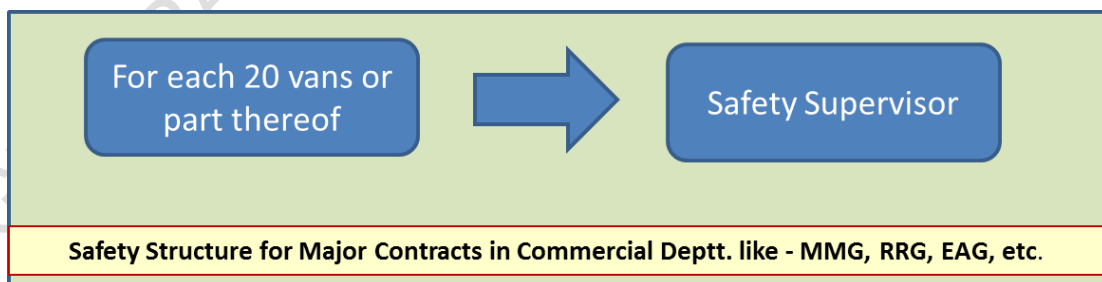 For each 20 vans or
part thereof
Safety Supervisor
Safety Structure for Major Contracts in Commercial Deptt. like - MMG, RRG, EAG, etc.